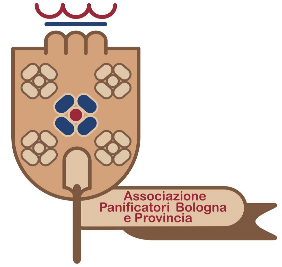 Associazione
Panificatori Bologna
e Provincia